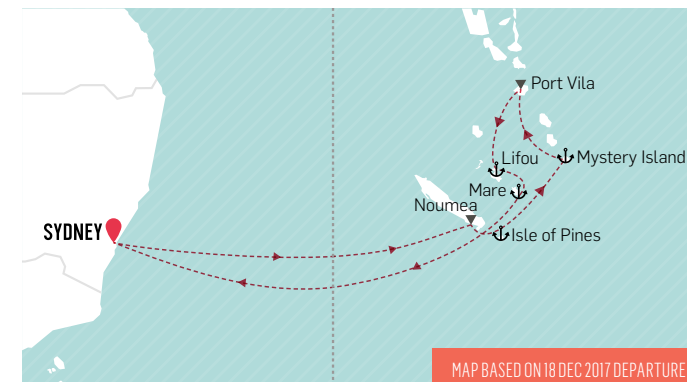 Port Vila
Lifou
Mystery Island
Mare
Noumea
SYDNEY
Isle of Pines
MAP BASED ON 18 DEC 2017 DEPARTURE